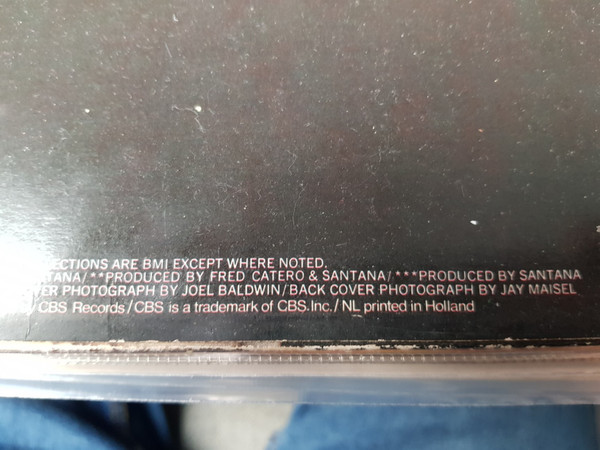 ECTIONS ARE BMI EXCEPT WHERE NOTED.
TANA/**PRODUCED BY FRED CATERO & SANTANA/***PRODUCED BY SANTANA
ER PHOTOGRAPH BY JOEL BALDWIN/BACK COVER PHOTOGRAPH BY JAY MAISEL
CBS Records/CBS is a trademark of CBS.Inc./NL printed in Holland